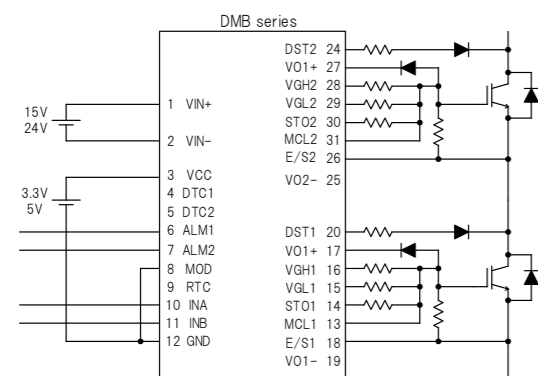 DMB series
15V
24V
1 VIN+
2 VIN-
3.3V
5V
3 VCC
4 DTC1
5 DTC2
6 ALM1
7 ALM2
8 MOD
9 RTC
10 INA
11 INB
12 GND
DST2 24
VO1+ 27
VGH2 28
VGL2 29
STO2 30
MCL2 31
E/S2 26
VO2- 25
DST1 20
VO1+ 17
VGH1 16
VGL1 15
STO1 14
MCL1 13
E/S1 18
VO1- 19